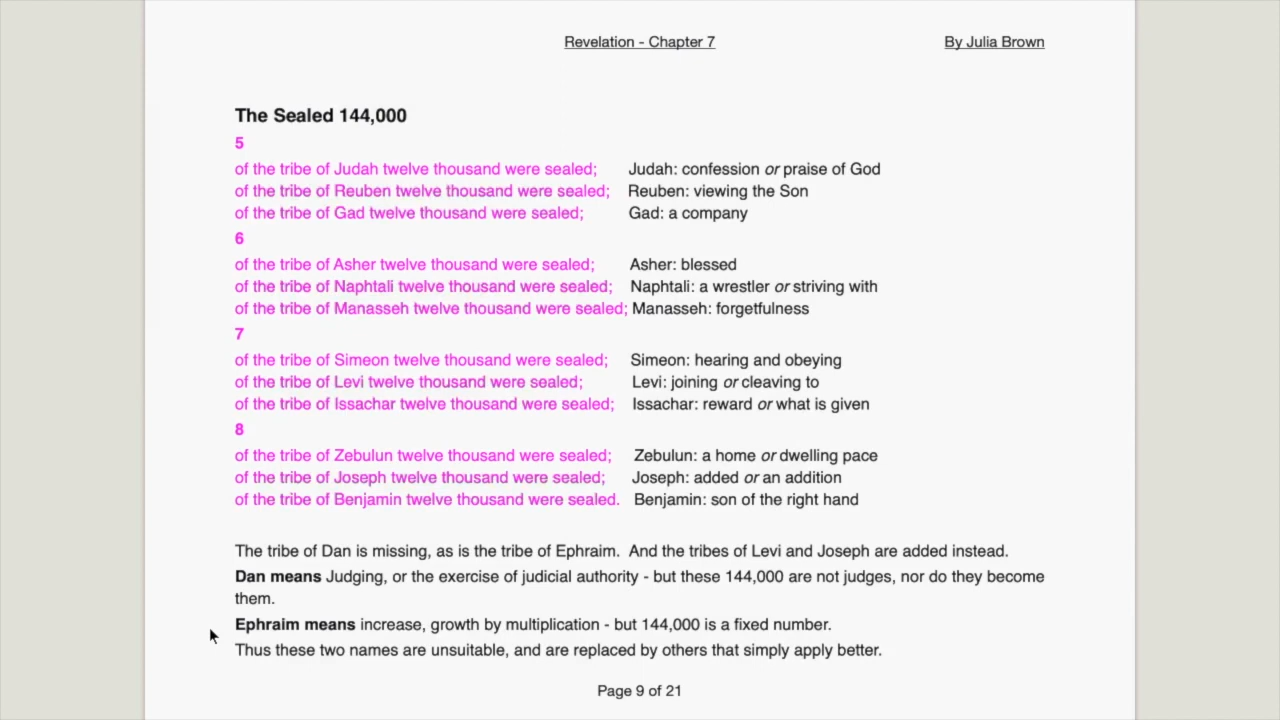 Revelation - Chapter 7 By Julia Brown
The Sealed 144,000
5
of the tribe of Judah twelve thousand were sealed; Judah: confession or praise of God
of the tribe of Reuben twelve thousand were sealed; Reuben: viewing the Son
of the tribe of Gad twelve thousand were sealed; Gad: a company
6
of the tribe of Asher twelve thousand were sealed; Asher: blessed
of the tribe of Naphtali twelve thousand were sealed; Naphtali: a wrestler or striving with
of the tribe of Manasseh twelve thousand were sealed; Manasseh: forgetfulness
7
of the tribe of Simeon twelve thousand were sealed; Simeon: hearing and obeying
of the tribe of Levi twelve thousand were sealed; Levi: joining or cleaving to
of the tribe of Issachar twelve thousand were sealed; Issachar: reward or what is given
8
of the tribe of Zebulun twelve thousand were sealed; Zebulun: a home or dwelling pace
of the tribe of Joseph twelve thousand were sealed; Joseph: added or an addition
of the tribe of Benjamin twelve thousand were sealed. Benjamin: son of the right hand
The tribe of Dan is missing, as is the tribe of Ephraim. And the tribes of Levi and Joseph are added instead.
Dan means Judging, or the exercise of judicial authority - but these 144,000 are not judges, nor do they become
them.
Ephraim means increase, growth by multiplication - but 144,000 is a fixed number.
Thus these two names are unsuitable, and are replaced by others that simply apply better.
Page 9 of 21